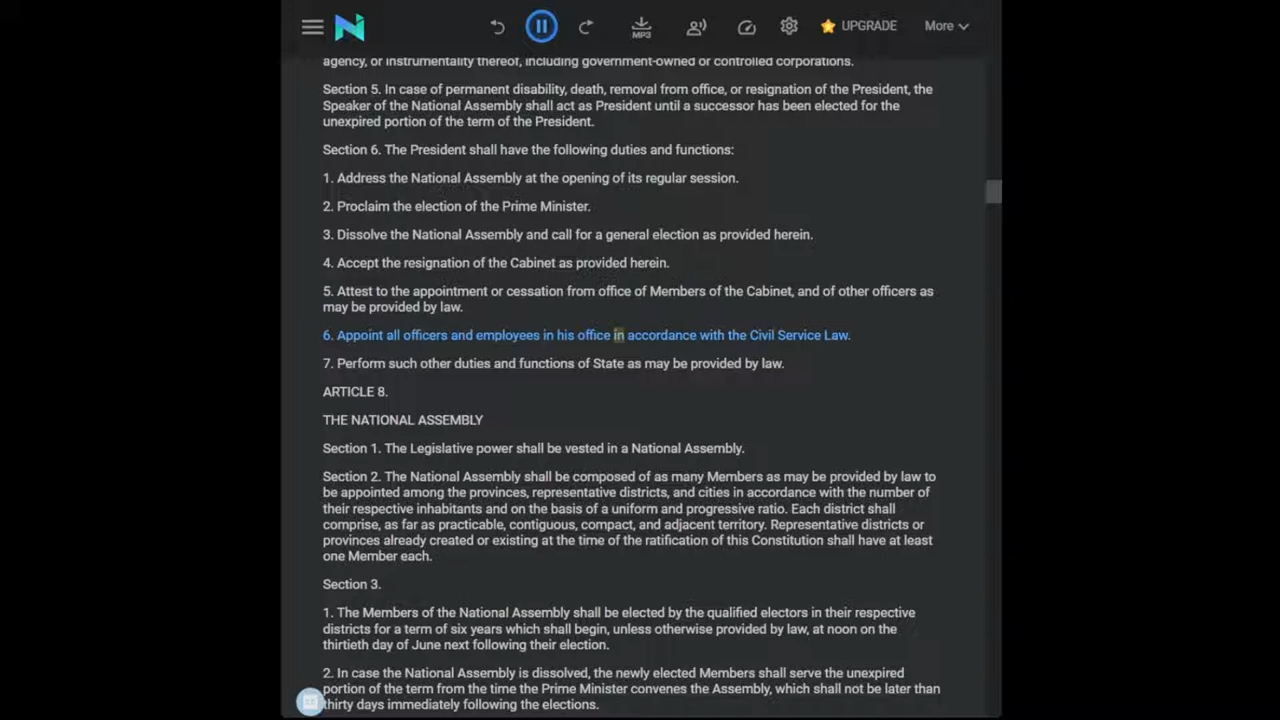 MP3
UPGRADE
More
agency, or instrumentality thereof, including government-owned or controlled corporations.
Section 5. In case of permanent disability, death, removal from office, or resignation of the President, the
Speaker of the National Assembly shall act as President until a successor has been elected for the
unexpired portion of the term of the President.
Section 6. The President shall have the following duties and functions:
1. Address the National Assembly at the opening of its regular session.
2. Proclaim the election of the Prime Minister.
3. Dissolve the National Assembly and call for a general election as provided herein.
4. Accept the resignation of the Cabinet as provided herein.
5. Attest to the appointment or cessation from office of Members of the Cabinet, and of other officers as
may be provided by law.
6. Appoint all officers and employees in his office in accordance with the Civil Service Law.
7. Perform such other duties and functions of State as may be provided by law.
ARTICLE 8.
THE NATIONAL ASSEMBLY
Section 1. The Legislative power shall be vested in a National Assembly.
Section 2. The National Assembly shall be composed of as many Members as may be provided by law to
be appointed among the provinces, representative districts, and cities in accordance with the number of
their respective inhabitants and on the basis of a uniform and progressive ratio. Each district shall
comprise, as far as practicable, contiguous, compact, and adjacent territory. Representative districts or
provinces already created or existing at the time of the ratification of this Constitution shall have at least
one Member each.
Section 3.
1. The Members of the National Assembly shall be elected by the qualified electors in their respective
districts for a term of six years which shall begin, unless otherwise provided by law, at noon on the
thirtieth day of June next following their election.
2. In case the National Assembly is dissolved, the newly elected Members shall serve the unexpired
portion of the term from the time the Prime Minister convenes the Assembly, which shall not be later than
thirty days immediately following the elections.